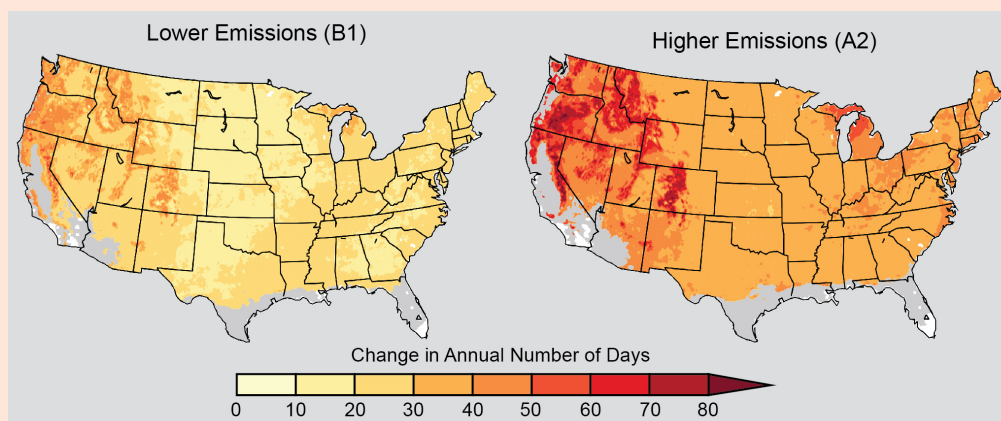 Lower Emissions (B1)
Higher Emissions (A2)
Change in Annual Number of Days
0 10 20 30 40 50 60 70 80